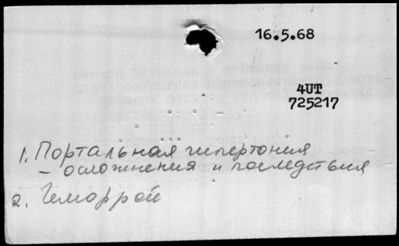 16.5.68
4UT
725217
1. Портальная гипертония
– осложнения и последствия
2. Геморрой